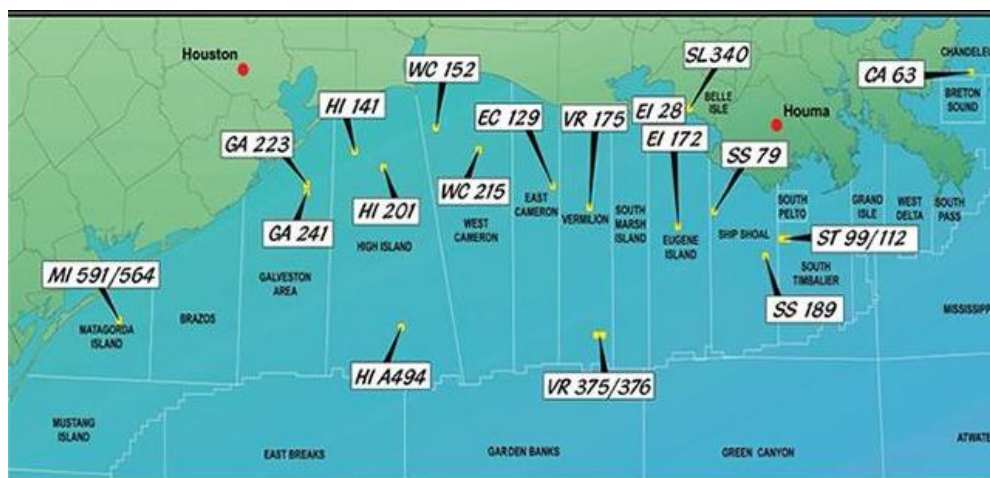 Houston
WC 152
SL340
CHANDELEU
CA 63
BRETON
SOUND
HI 141
EC 129
VR 175
EI 28
BELLE
ISLE
Houma
GA 223
EI 172
SS 79
WC 215
HI 201
GA 241
EAST
CAMERON
VERMILION
SOUTH
MARSH
ISLAND
WEST
CAMERON
HIGH ISLAND
EUGENE
ISLAND
SHIP SHOAL
SOUTH
PELTO
GRAND
ISLE
WEST
DELTA
SOUTH
PASS
ST 99/112
SOUTH
TIMBALIER
MI 591/564
GALVESTON
AREA
BRAZOS
MATAGORDA
ISLAND
SS 189
MISSISSIPP
HI A494
VR 375/376
MUSTANG
ISLAND
EAST BREAKS
GARDEN BANKS
GREEN CANYON
ATWATE